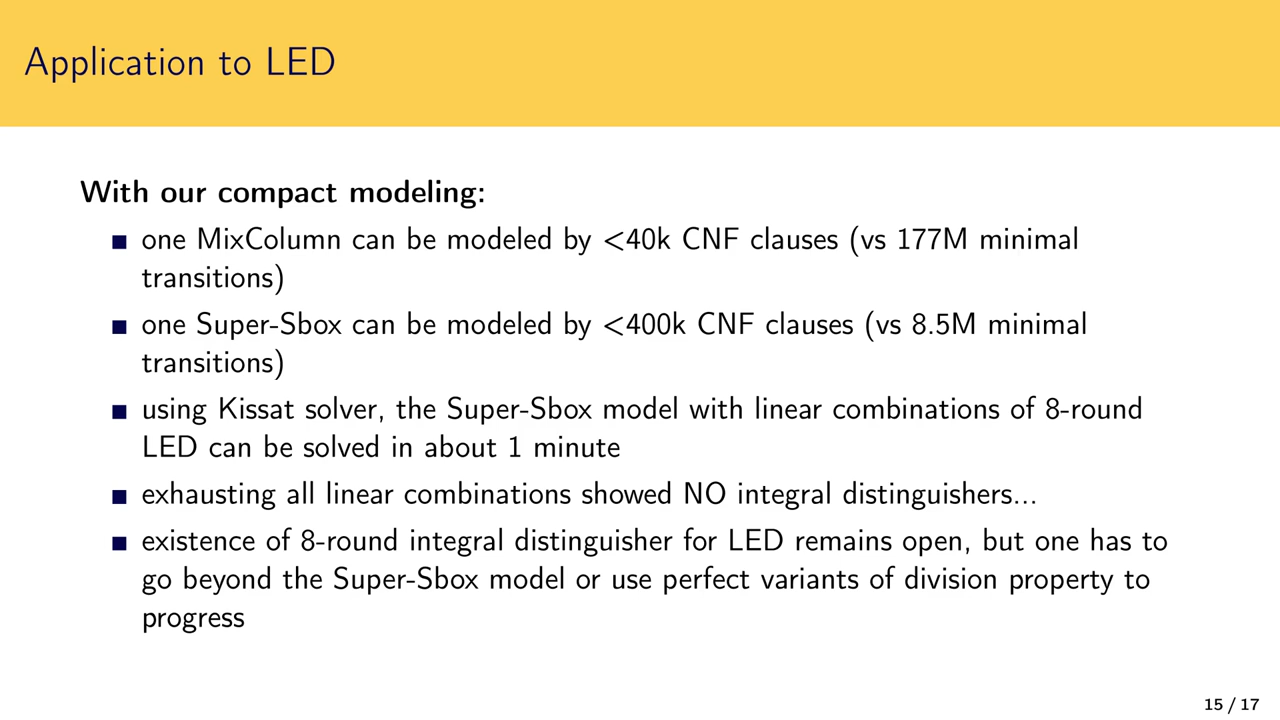 Application to LED
With our compact modeling:
■ one MixColumn can be modeled by <40k CNF clauses (vs 177M minimal
transitions)
■ one Super-Sbox can be modeled by <400k CNF clauses (vs 8.5M minimal
transitions)
■ using Kissat solver, the Super-Sbox model with linear combinations of 8-round
LED can be solved in about 1 minute
■ exhausting all linear combinations showed NO integral distinguishers...
■ existence of 8-round integral distinguisher for LED remains open, but one has to
go beyond the Super-Sbox model or use perfect variants of division property to
progress
15 / 17